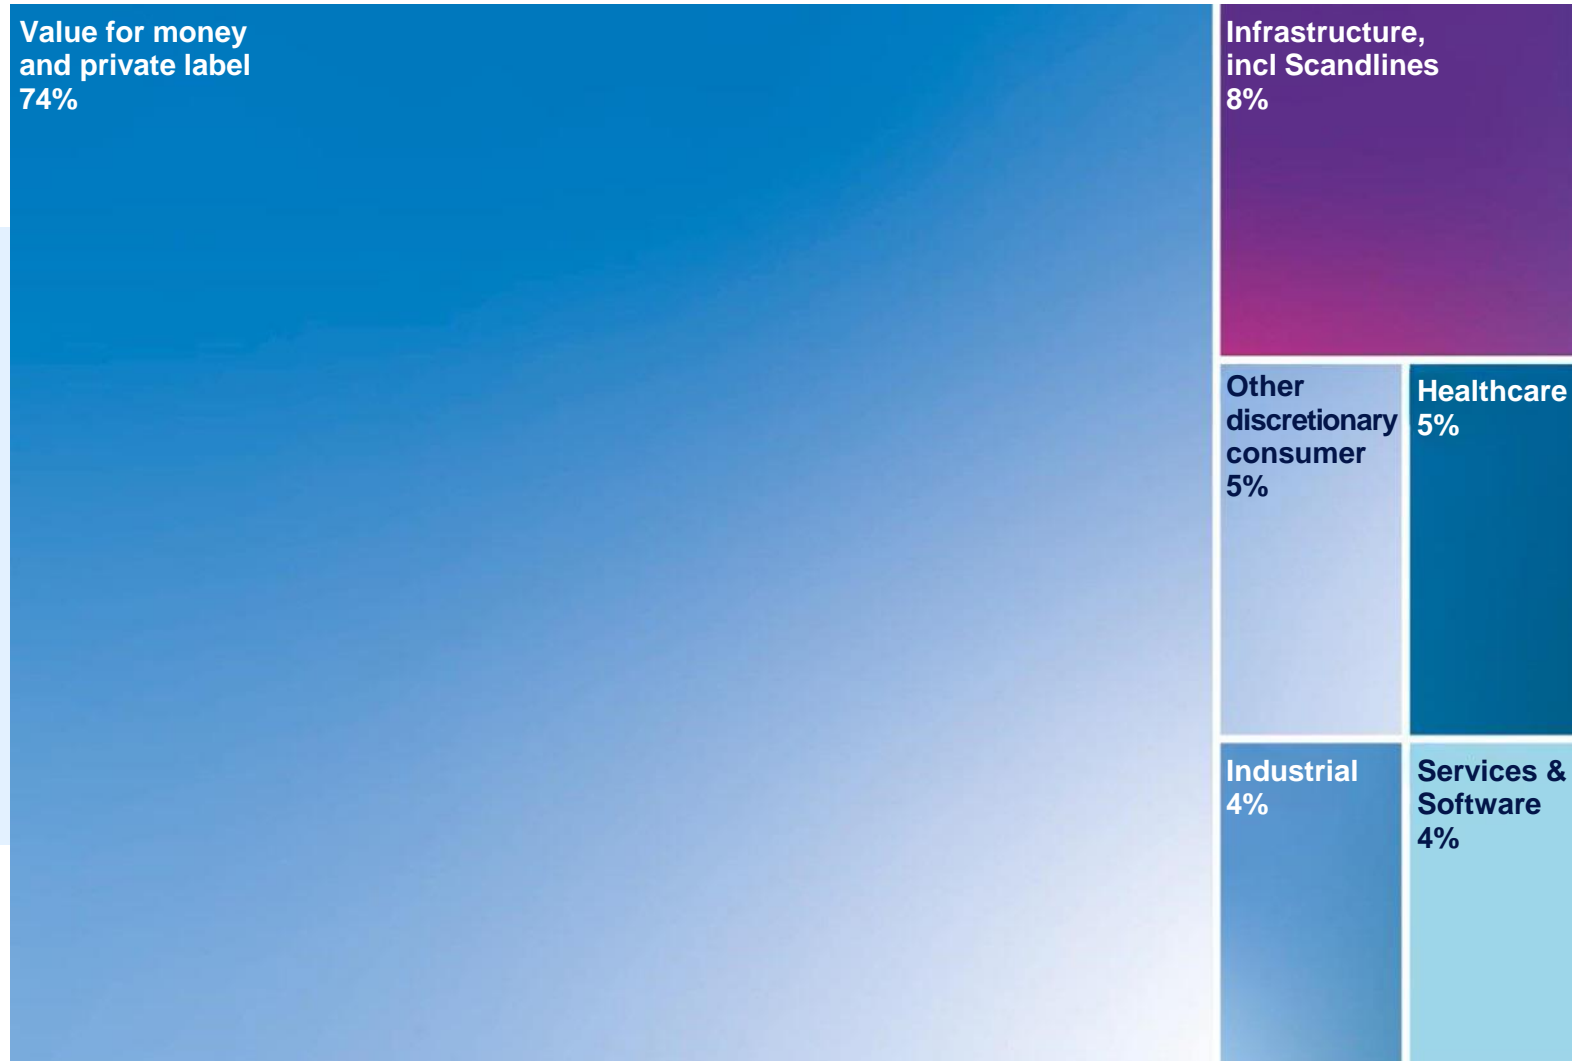 Value for money
and private label
74%
Infrastructure,
incl Scandlines
8%
Other
discretionary
consumer
5%
Healthcare
5%
Industrial
4%
Services &
Software
4%